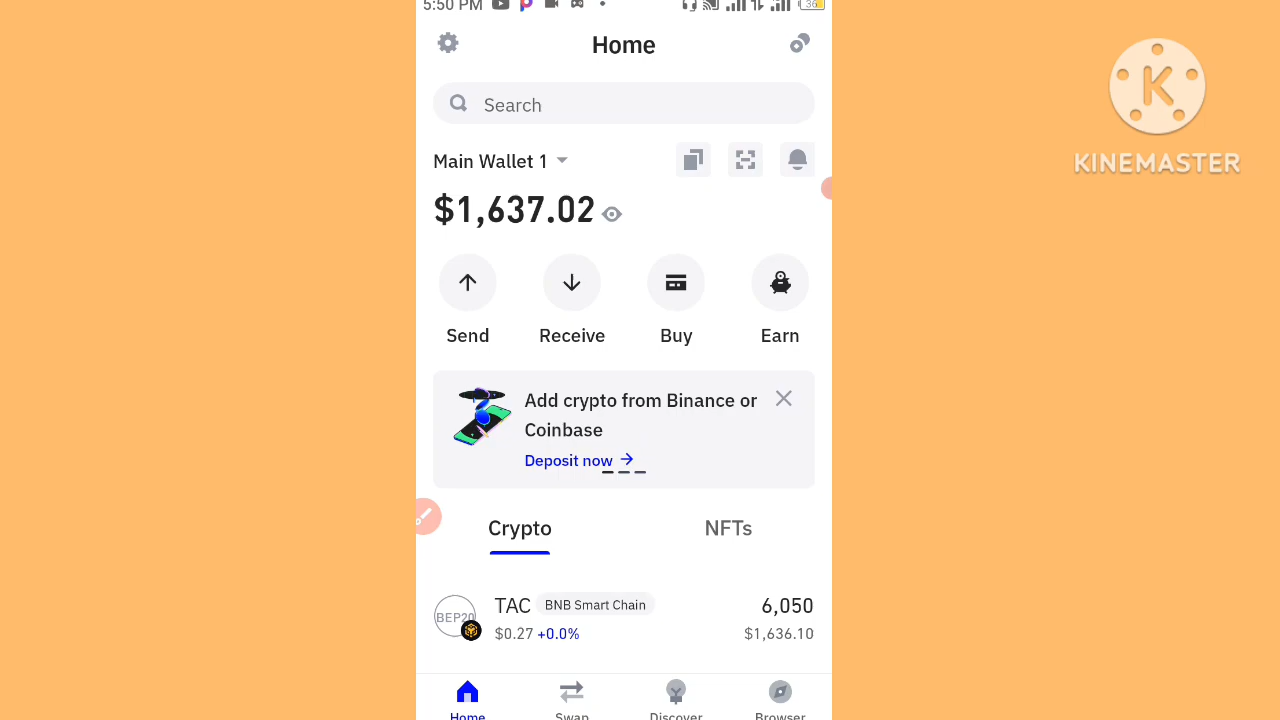 5:50 PM
36
Home
KINEMASTER
Search
Main Wallet 1
$1,637.02
Send Receive Buy Earn
Add crypto from Binance or
Coinbase
Deposit now
Crypto NFTs
TAC BNB Smart Chain 6,050
BEP20
$0.27 +0.0% $1,636.10
Home Swap Discover Browser